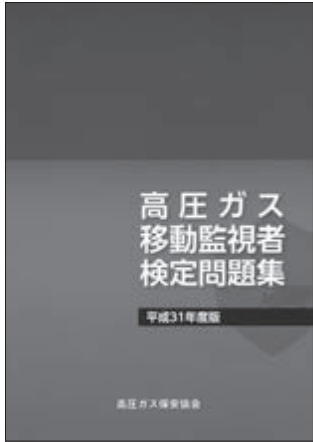 高圧ガス
移動監視者
検定問題集
平成31年度版
高圧ガス保安協会